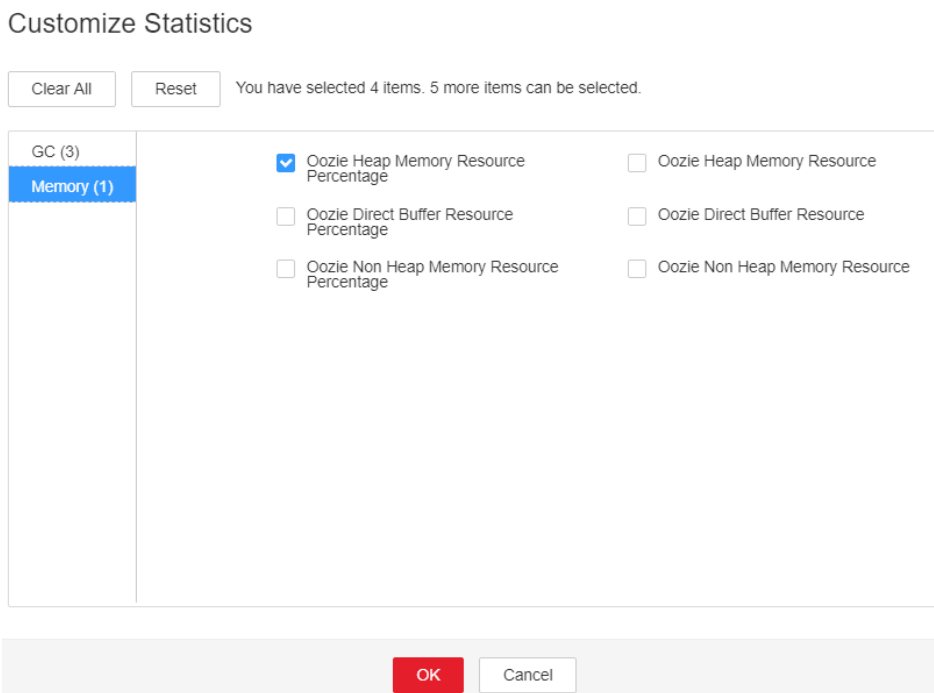 Customize Statistics
Clear All
Reset
You have selected 4 items. 5 more items can be selected.
GC (3)
Memory (1)
Oozie Heap Memory Resource
Percentage
Oozie Heap Memory Resource
Oozie Direct Buffer Resource
Percentage
Oozie Direct Buffer Resource
Oozie Non Heap Memory Resource
Percentage
Oozie Non Heap Memory Resource
OK
Cancel